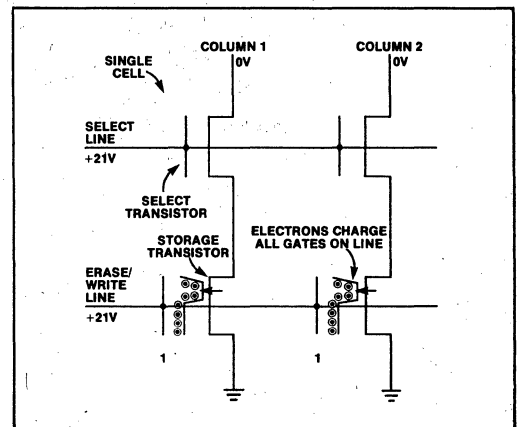 COLUMN 1
0V
COLUMN 2
0V
SINGLE
CELL
SELECT
LINE
+21V
SELECT
TRANSISTOR
STORAGE
TRANSISTOR
ELECTRONS CHARGE
ALL GATES ON LINE
ERASE/
WRITE
LINE
+21V
1
1